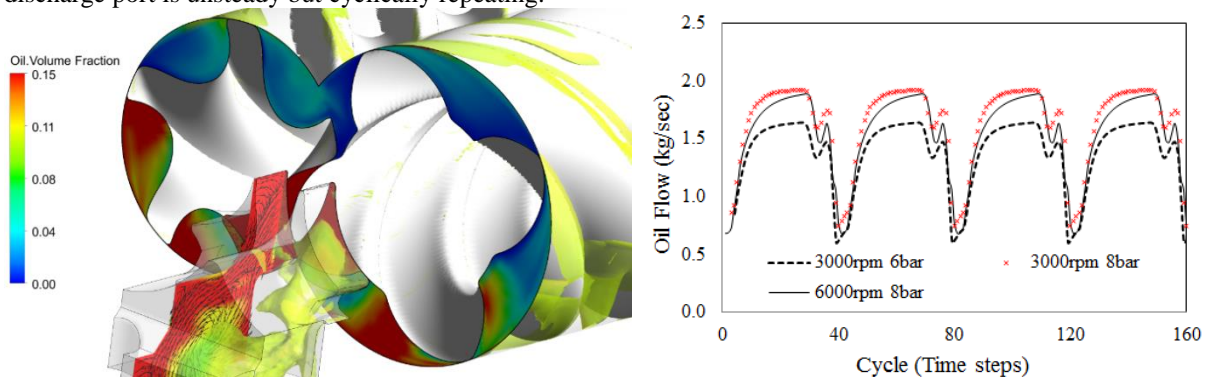 discharge port is unsteady but cyclically repeating.
Oil.Volume Fraction
0.15
0.11
0.08
0.04
0.00
2.5
2.0
1.5
1.0
0.5
0.0
Oil Flow (kg/sec)
3000rpm 6bar
3000rpm 8bar
6000rpm 8bar
0
40
80
120
160
Cycle (Time steps)